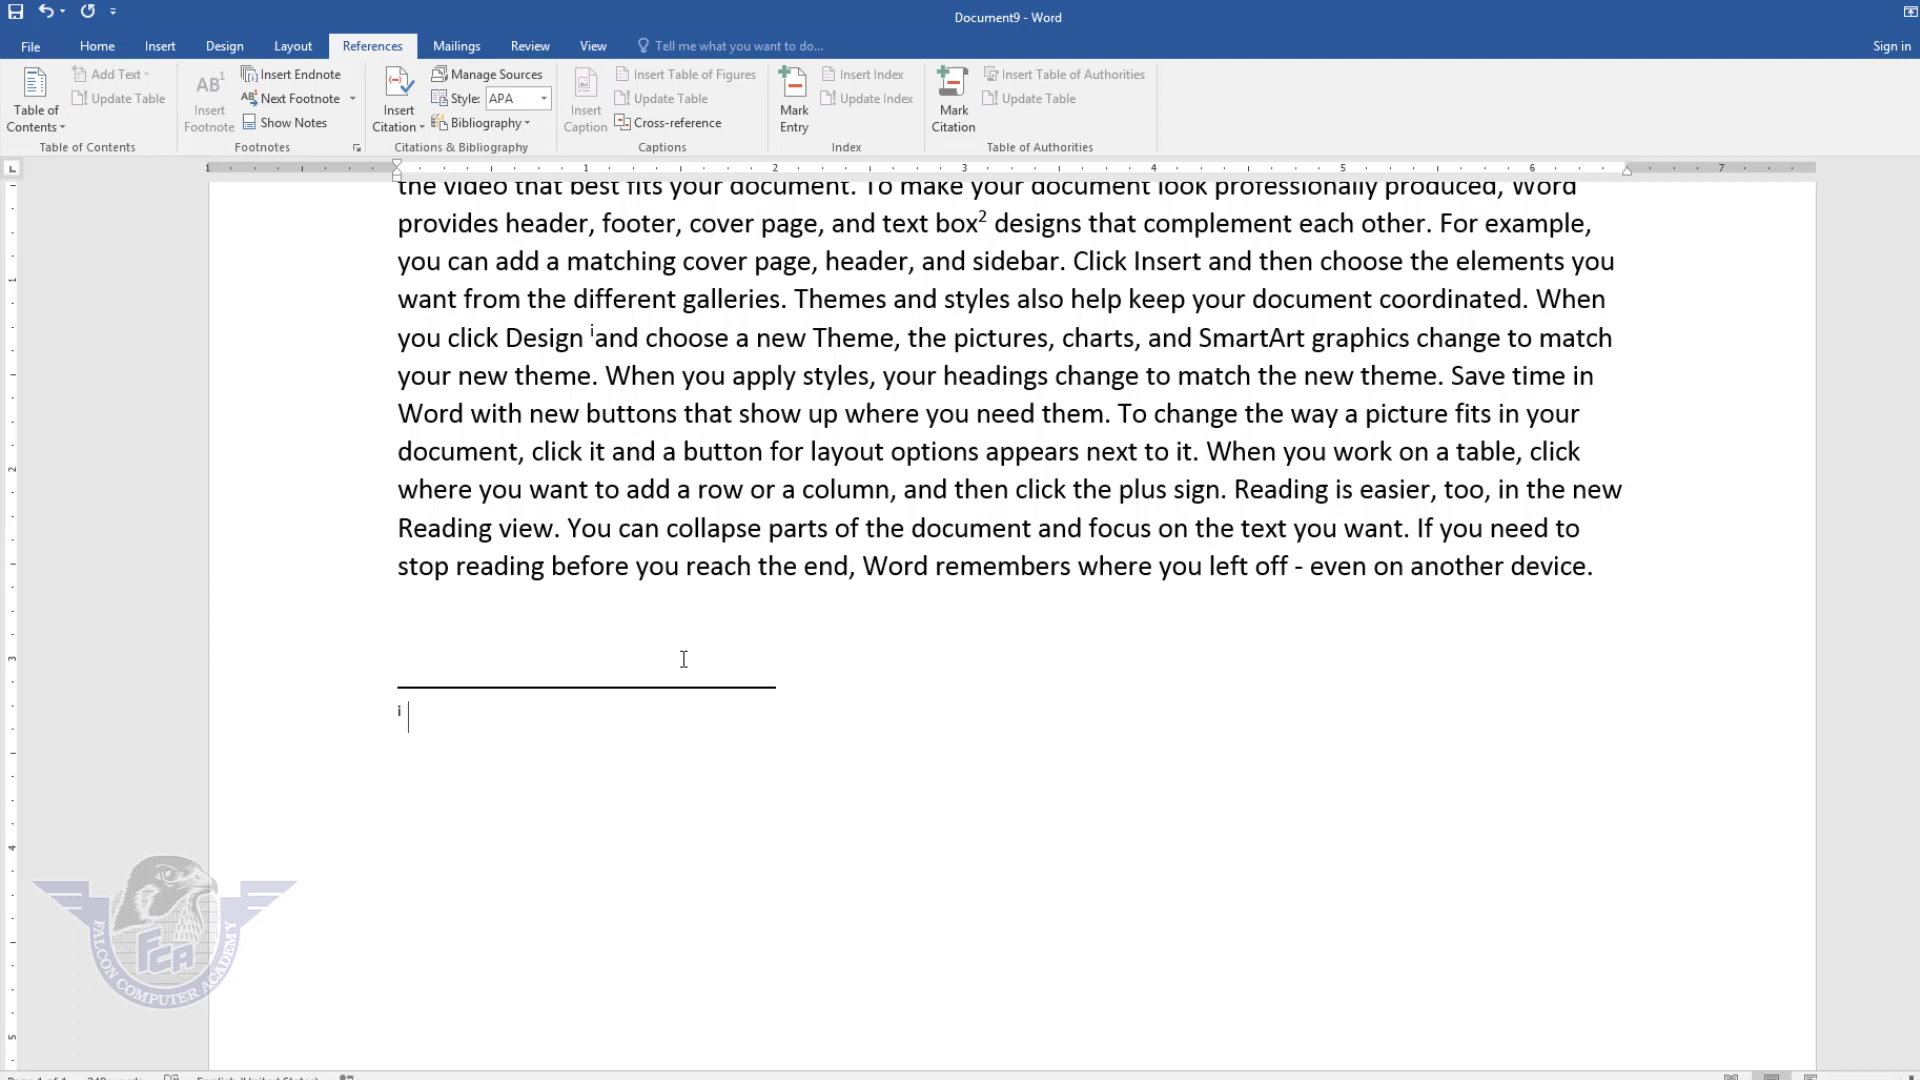 Document9 - Word
File Home Insert Design Layout References Mailings Review View Tell me what you want to do... Sign in
Table of Contents
Add Text
Update Table
Table of Contents
AB¹ Insert Footnote
Insert Endnote
Next Footnote
Show Notes
Footnotes
Insert Citation
Manage Sources
Style: APA
Bibliography
Citations & Bibliography
Insert Caption
Insert Table of Figures
Update Table
Cross-reference
Captions
Mark Entry
Insert Index
Update Index
Index
Mark Citation
Insert Table of Authorities
Update Table
Table of Authorities
1 1 2 3 4 5 6 7
the video that best fits your document. To make your document look professionally produced, Word
provides header, footer, cover page, and text box² designs that complement each other. For example,
you can add a matching cover page, header, and sidebar. Click Insert and then choose the elements you
want from the different galleries. Themes and styles also help keep your document coordinated. When
you click Design ⁱand choose a new Theme, the pictures, charts, and SmartArt graphics change to match
your new theme. When you apply styles, your headings change to match the new theme. Save time in
Word with new buttons that show up where you need them. To change the way a picture fits in your
document, click it and a button for layout options appears next to it. When you work on a table, click
where you want to add a row or a column, and then click the plus sign. Reading is easier, too, in the new
Reading view. You can collapse parts of the document and focus on the text you want. If you need to
stop reading before you reach the end, Word remembers where you left off - even on another device.
i
1
2
3
4
5
FCA
FALCON COMPUTER ACADEMY